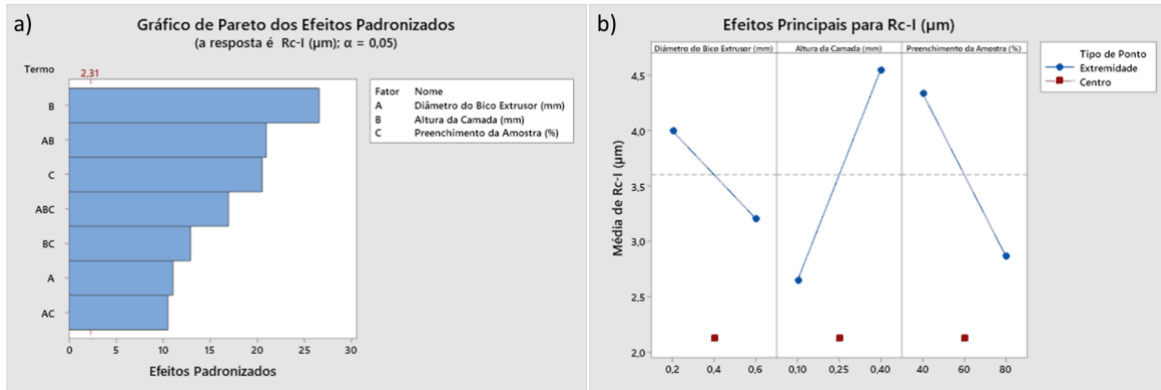 a)
Gráfico de Pareto dos Efeitos Padronizados
(a resposta é Rc-I (µm); α = 0,05)
Termo
2,31
B
AB
C
ABC
BC
A
AC
0 5 10 15 20 25 30
Efeitos Padronizados
Fator Nome
A Diâmetro do Bico Extrusor (mm)
B Altura da Camada (mm)
C Preenchimento da Amostra (%)
b)
Efeitos Principais para Rc-I (µm)
Diâmetro do Bico Extrusor (mm) Altura da Camada (mm) Preenchimento da Amostra (%)
Média de Rc-I (µm)
4,5
4,0
3,5
3,0
2,5
2,0
0,2 0,4 0,6 0,10 0,25 0,40 40 60 80
Tipo de Ponto
Extremidade
Centro